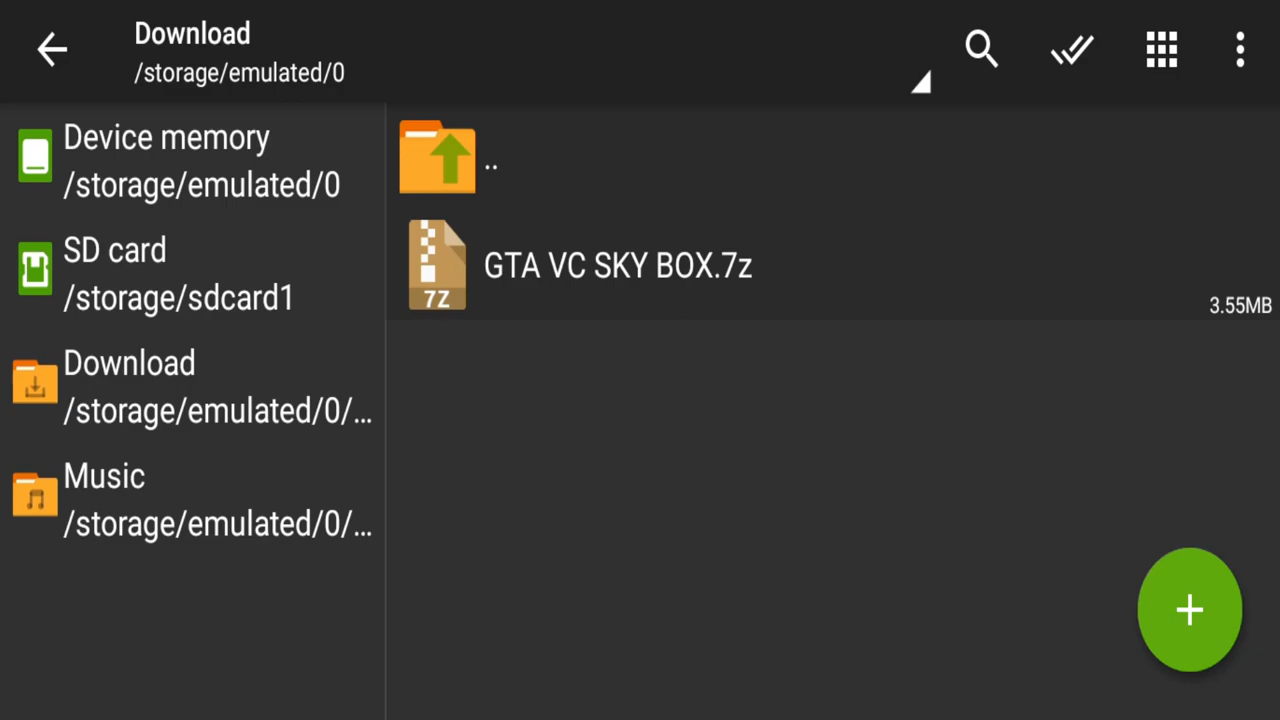 Download
/storage/emulated/0
Device memory
/storage/emulated/0
SD card
/storage/sdcard1
Download
/storage/emulated/0/...
Music
/storage/emulated/0/...
..
GTA VC SKY BOX.7z
7Z
3.55MB